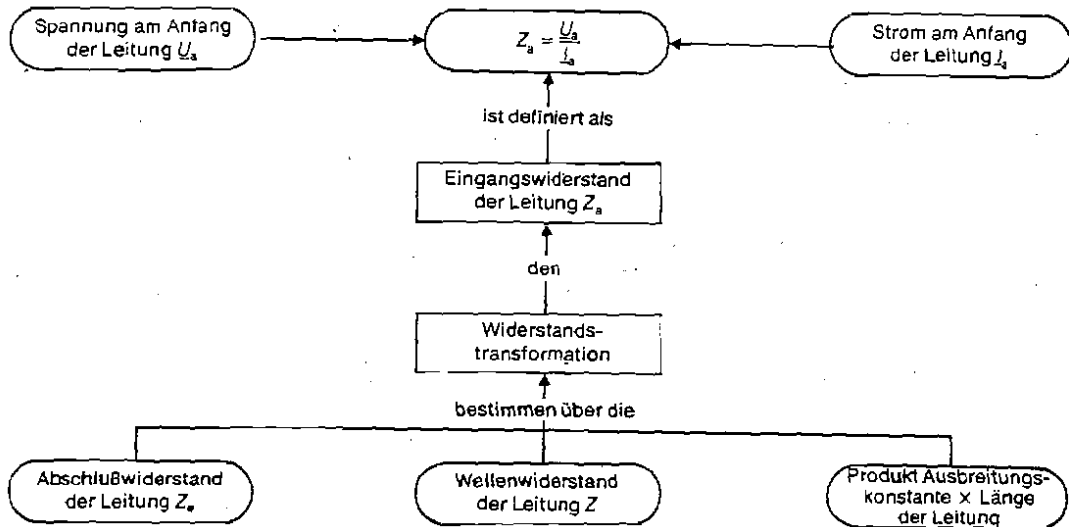 Spannung am Anfang
der Leitung U_a
Z_a = U_a / I_a
Strom am Anfang
der Leitung I_a
ist definiert als
Eingangswiderstand
der Leitung Z_a
den
Widerstands-
transformation
bestimmen über die
Abschlußwiderstand
der Leitung Z_e
Wellenwiderstand
der Leitung Z
Produkt Ausbreitungs-
konstante × Länge
der Leitung